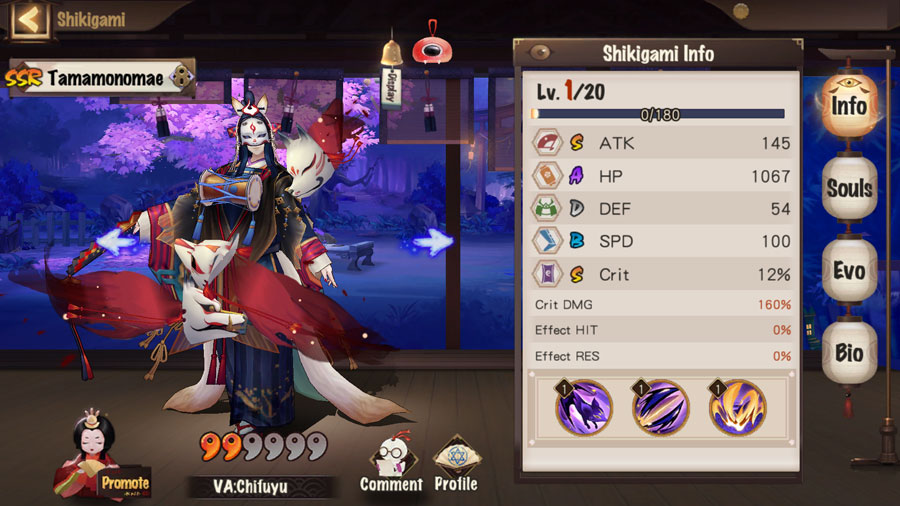 Shikigami
SSR Tamamonomae
Display
Shikigami Info
Lv. 1/20
0/180
S ATK 145
A HP 1067
D DEF 54
B SPD 100
S Crit 12%
Crit DMG 160%
Effect HIT 0%
Effect RES 0%
1 1 1
Info
Souls
Evo
Bio
Promote
VA:Chifuyu
Comment
Profile